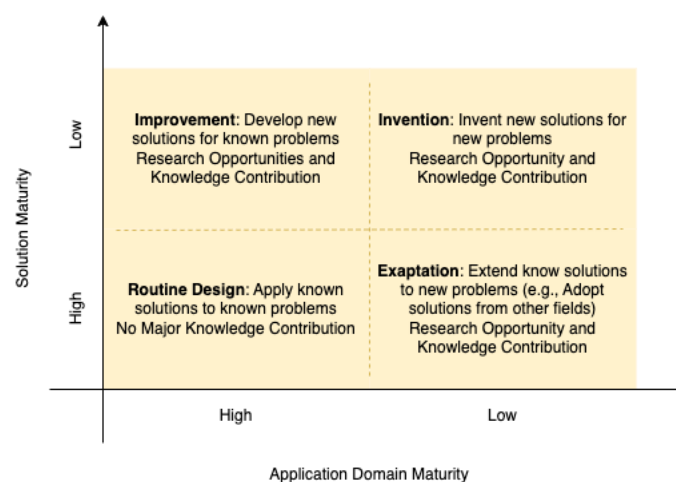 Improvement: Develop new
solutions for known problems
Research Opportunities and
Knowledge Contribution
Invention: Invent new solutions for
new problems
Research Opportunity and
Knowledge Contribution
Low
Solution Maturity
Routine Design: Apply known
solutions to known problems
No Major Knowledge Contribution
Exaptation: Extend know solutions
to new problems (e.g., Adopt
solutions from other fields)
Research Opportunity and
Knowledge Contribution
High
High
Low
Application Domain Maturity